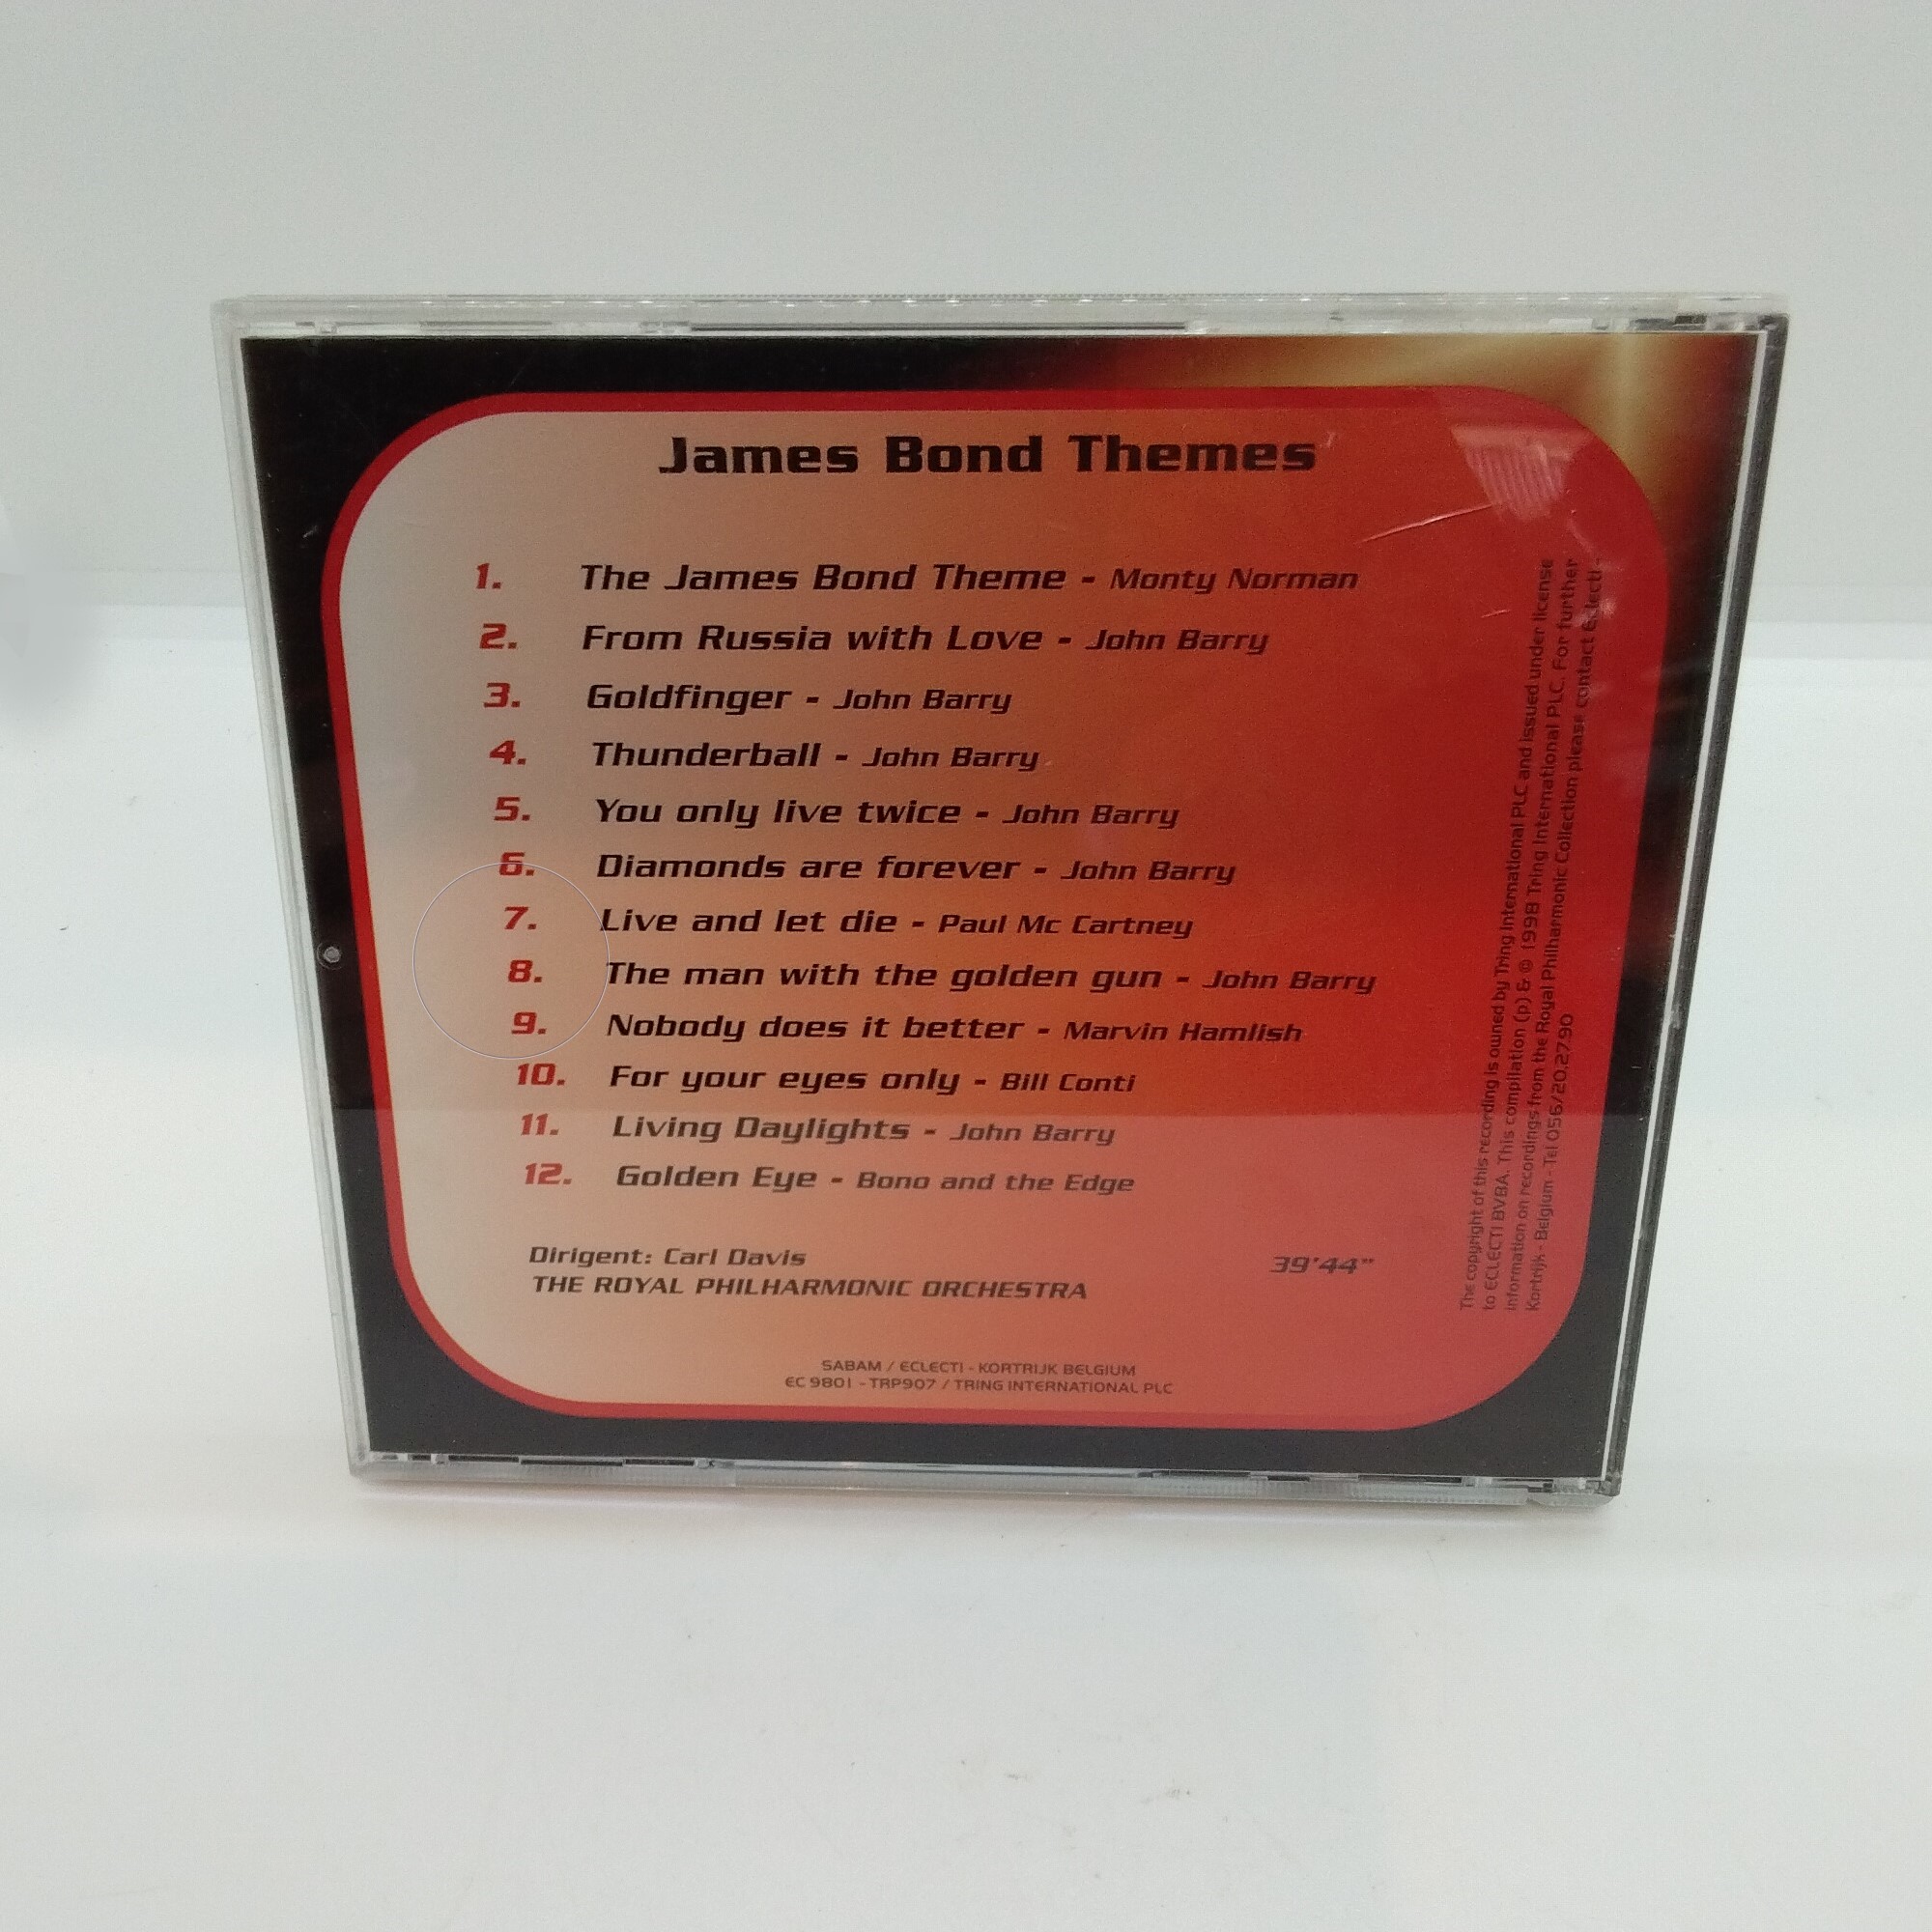 James Bond Themes
1. The James Bond Theme - Monty Norman
2. From Russia with Love - John Barry
3. Goldfinger - John Barry
4. Thunderball - John Barry
5. You only live twice - John Barry
6. Diamonds are forever - John Barry
7. Live and let die - Paul Mc Cartney
8. The man with the golden gun - John Barry
9. Nobody does it better - Marvin Hamlish
10. For your eyes only - Bill Conti
11. Living Daylights - John Barry
12. Golden Eye - Bono and the Edge
Dirigent: Carl Davis
39'44"
THE ROYAL PHILHARMONIC ORCHESTRA
SABAM / ECLECTI - KORTRIJK BELGIUM
EC 9801 - TRP907 / TRING INTERNATIONAL PLC
The copyright of this recording is owned by Tring International PLC and issued under license
to ECLECTI BVBA. This compilation (p) & © 1998 Tring International PLC. For further
information on recordings from the Royal Philharmonic Collection please contact Eclecti -
Kortrijk - Belgium - Tel 056/20.27.90